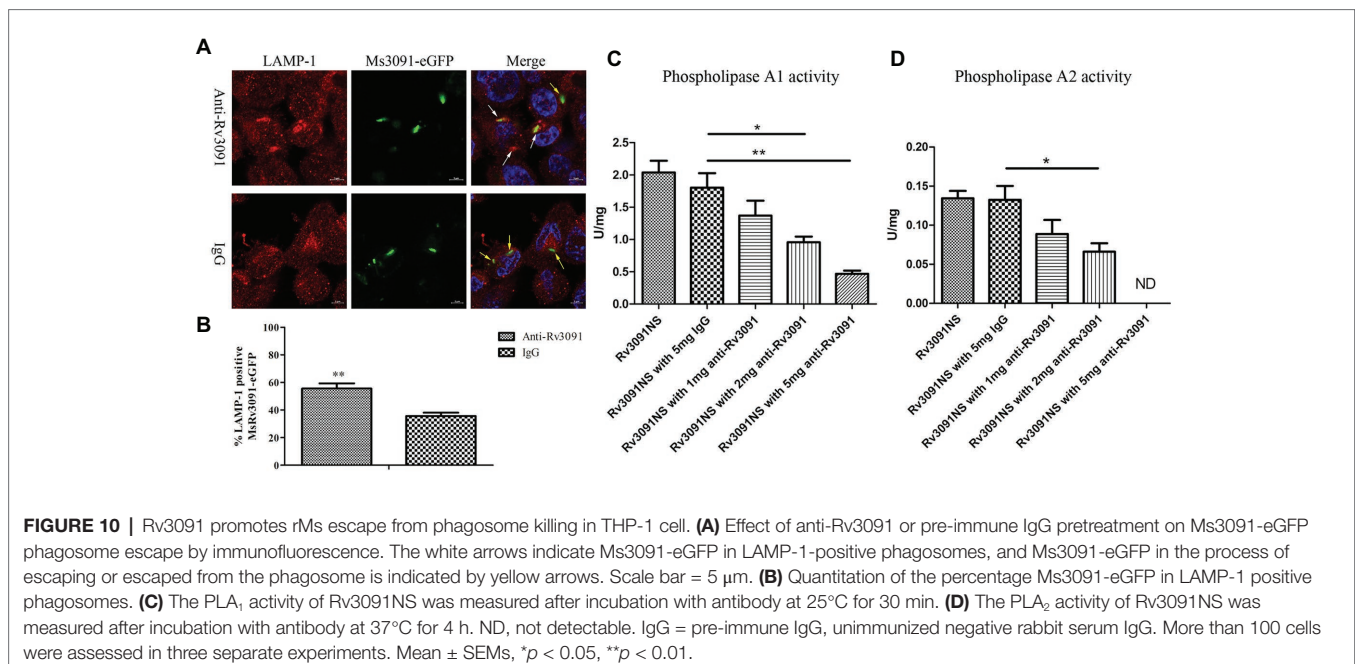 A
LAMP-1 Ms3091-eGFP Merge
Anti-Rv3091
IgG
B
% LAMP-1 positive
MsRv3091-eGFP
100
80
60
40
20
0
**
Anti-Rv3091
IgG
C
Phospholipase A1 activity
U/mg
2.5
2.0
1.5
1.0
0.5
0.0
*
**
Rv3091NS
Rv3091NS with 5mg IgG
Rv3091NS with 1mg anti-Rv3091
Rv3091NS with 2mg anti-Rv3091
Rv3091NS with 5mg anti-Rv3091
D
Phospholipase A2 activity
U/mg
0.20
0.15
0.10
0.05
0.00
*
ND
Rv3091NS
Rv3091NS with 5mg IgG
Rv3091NS with 1mg anti-Rv3091
Rv3091NS with 2mg anti-Rv3091
Rv3091NS with 5mg anti-Rv3091
FIGURE 10 | Rv3091 promotes rMs escape from phagosome killing in THP-1 cell. (A) Effect of anti-Rv3091 or pre-immune IgG pretreatment on Ms3091-eGFP
phagosome escape by immunofluorescence. The white arrows indicate Ms3091-eGFP in LAMP-1-positive phagosomes, and Ms3091-eGFP in the process of
escaping or escaped from the phagosome is indicated by yellow arrows. Scale bar = 5 μm. (B) Quantitation of the percentage Ms3091-eGFP in LAMP-1 positive
phagosomes. (C) The PLA₁ activity of Rv3091NS was measured after incubation with antibody at 25°C for 30 min. (D) The PLA₂ activity of Rv3091NS was
measured after incubation with antibody at 37°C for 4 h. ND, not detectable. IgG = pre-immune IgG, unimmunized negative rabbit serum IgG. More than 100 cells
were assessed in three separate experiments. Mean ± SEMs, *p < 0.05, **p < 0.01.